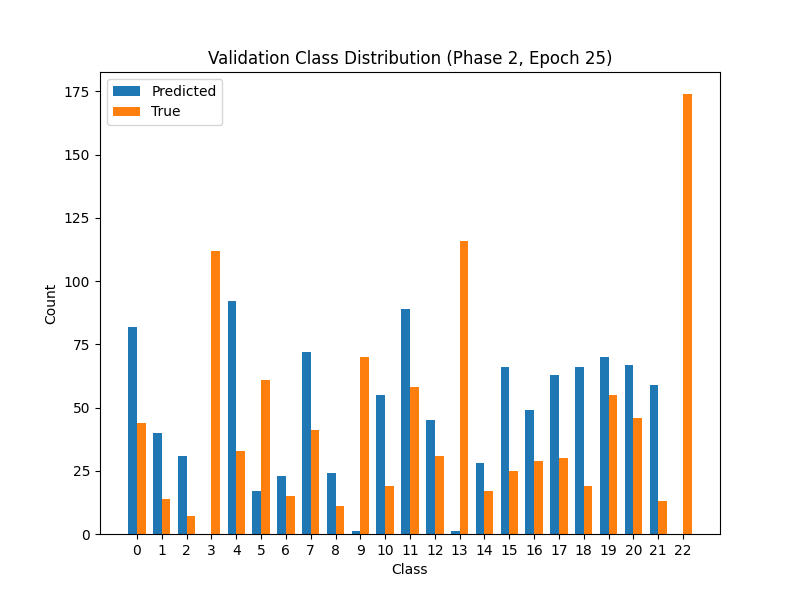 Validation Class Distribution (Phase 2, Epoch 25)
Predicted
True
175
150
125
100
75
50
25
0
Count
0 1 2 3 4 5 6 7 8 9 10 11 12 13 14 15 16 17 18 19 20 21 22
Class